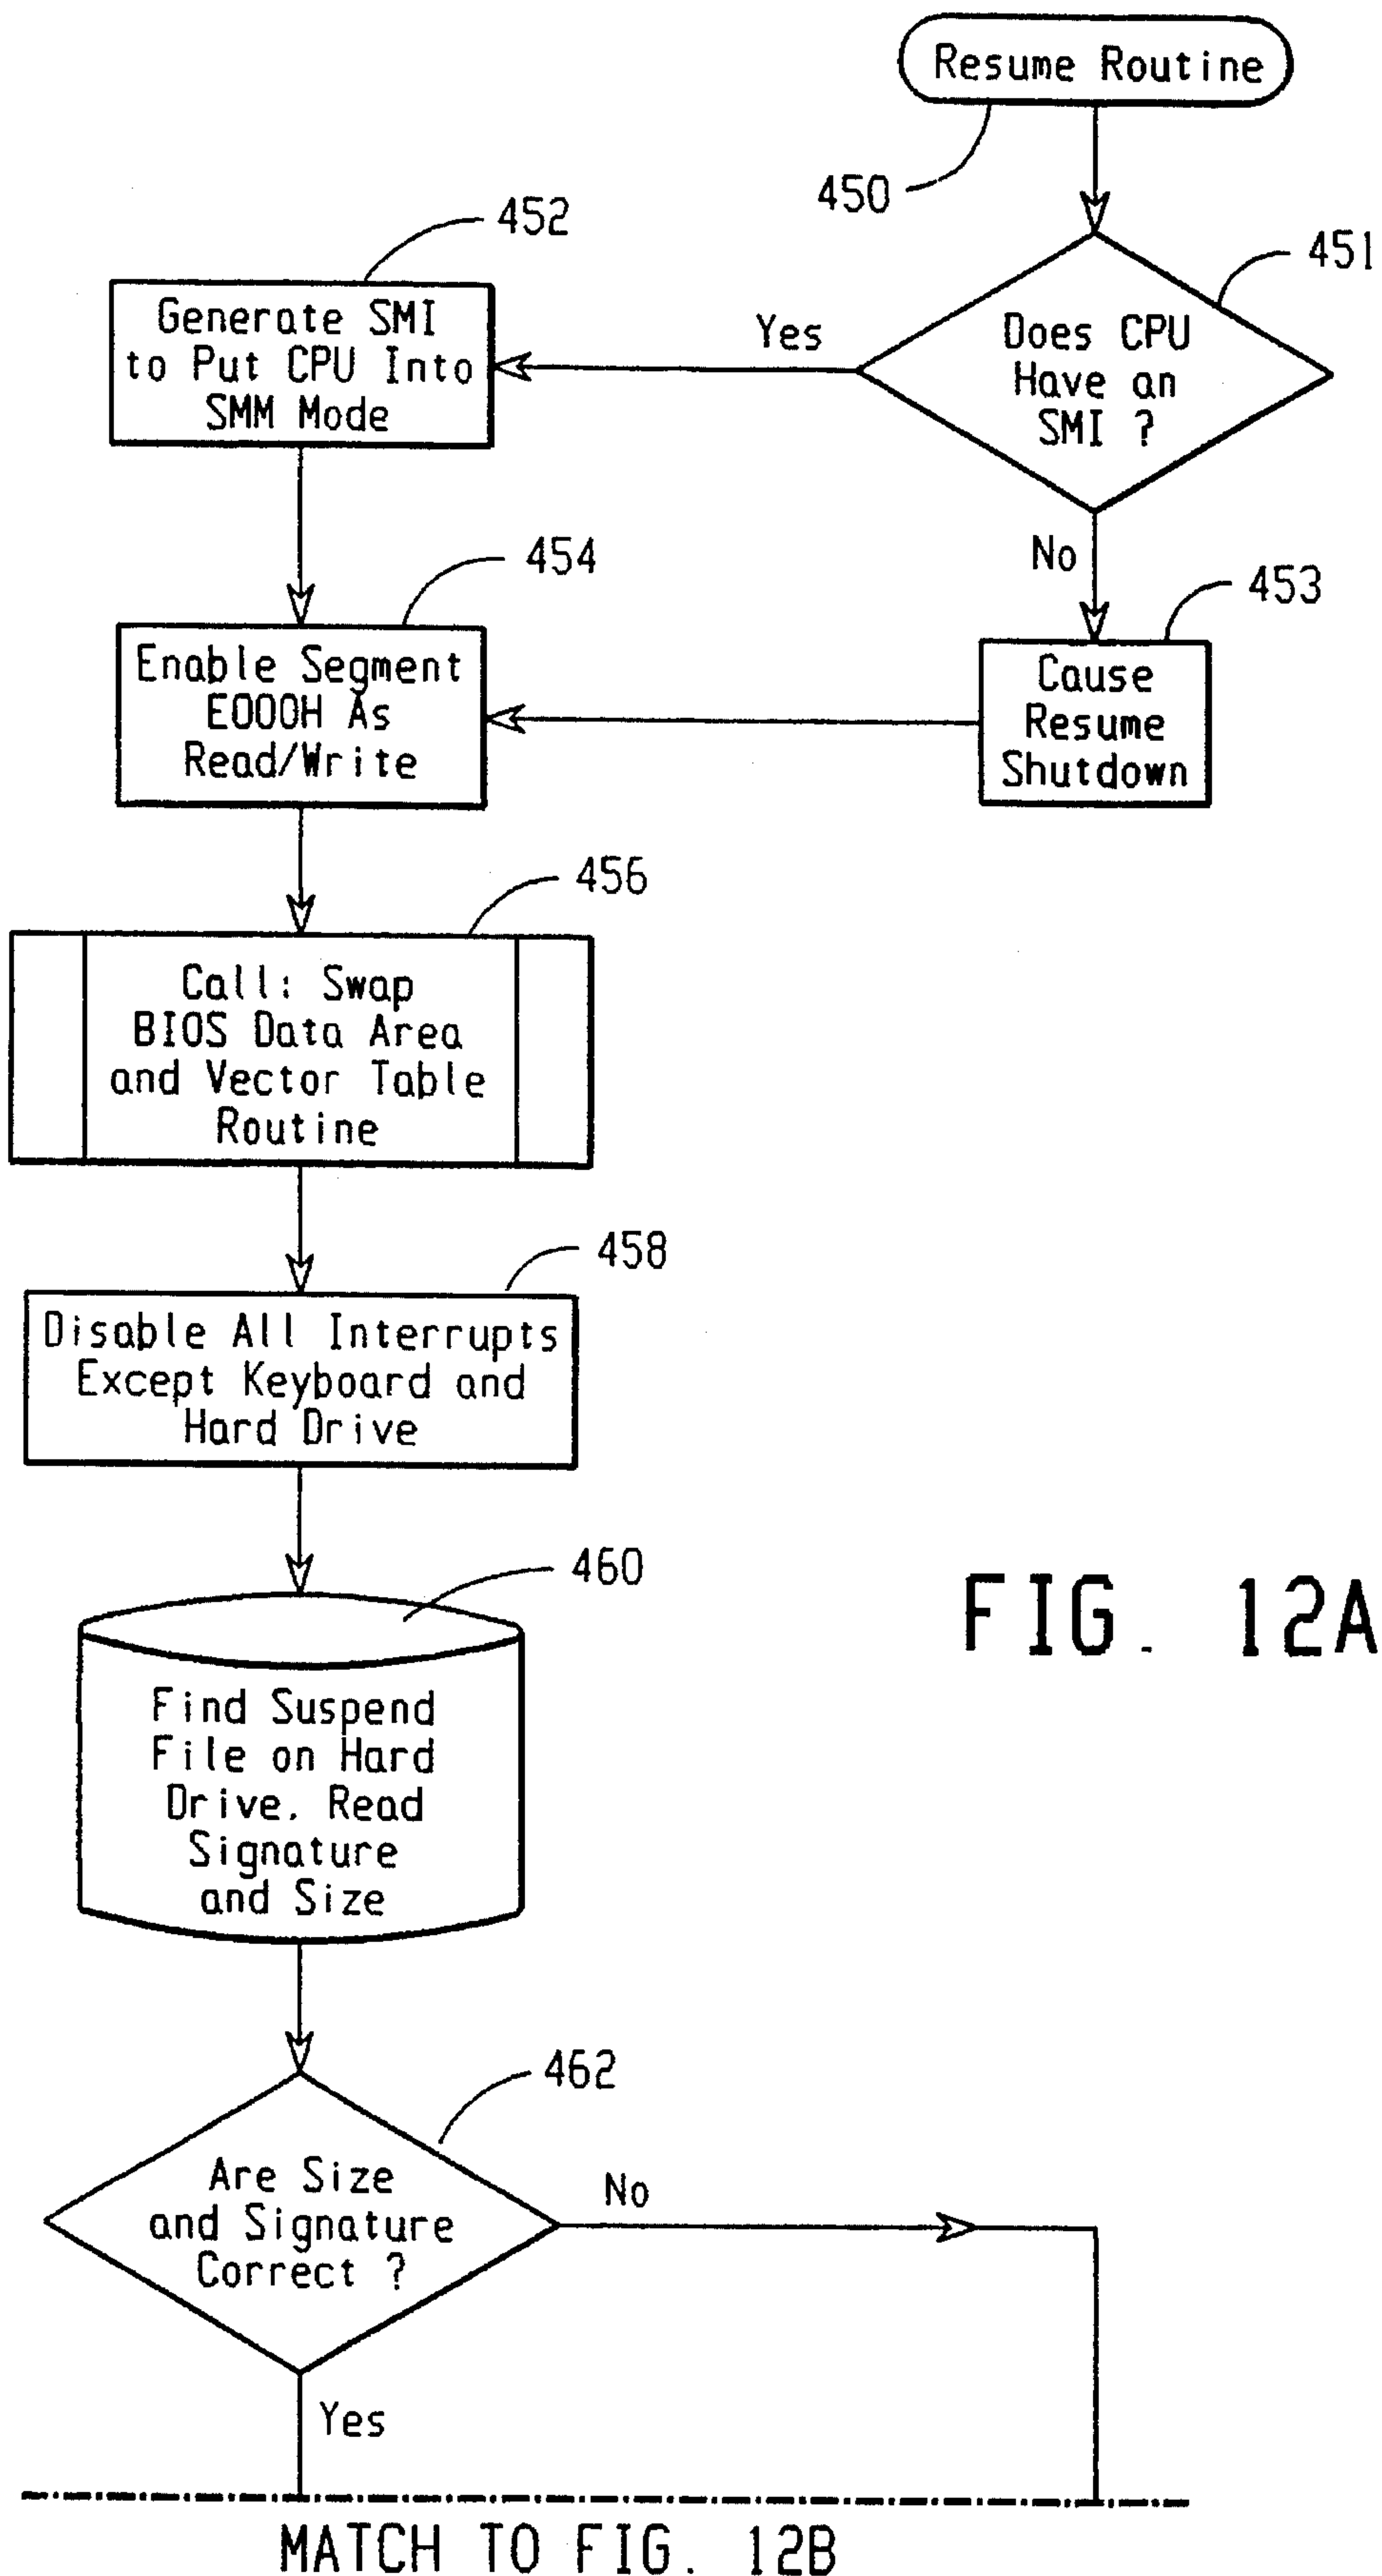 Resume Routine
450
451
Does CPU
Have an
SMI ?
Yes
No
452
Generate SMI
to Put CPU Into
SMM Mode
453
Cause
Resume
Shutdown
454
Enable Segment
E000H As
Read/Write
456
Call: Swap
BIOS Data Area
and Vector Table
Routine
458
Disable All Interrupts
Except Keyboard and
Hard Drive
460
Find Suspend
File on Hard
Drive. Read
Signature
and Size
FIG. 12A
462
Are Size
and Signature
Correct ?
No
Yes
MATCH TO FIG. 12B